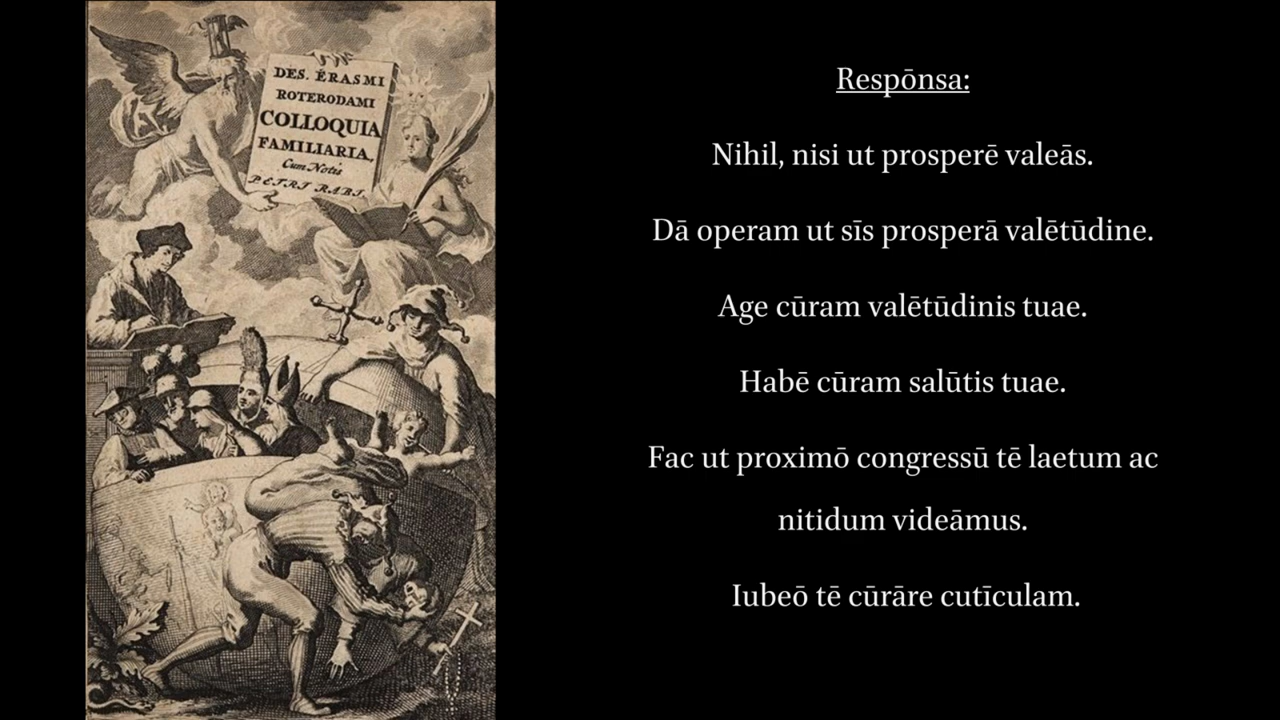 DES. ERASMI
ROTERODAMI
COLLOQUIA
FAMILIARIA,
Cum Notis
PETRI RABI.
Respōnsa:
Nihil, nisi ut prosperē valeās.
Dā operam ut sīs prosperā valētūdine.
Age cūram valētūdinis tuae.
Habē cūram salūtis tuae.
Fac ut proximō congressū tē laetum ac
nitidum videāmus.
Iubeō tē cūrāre cutīculam.